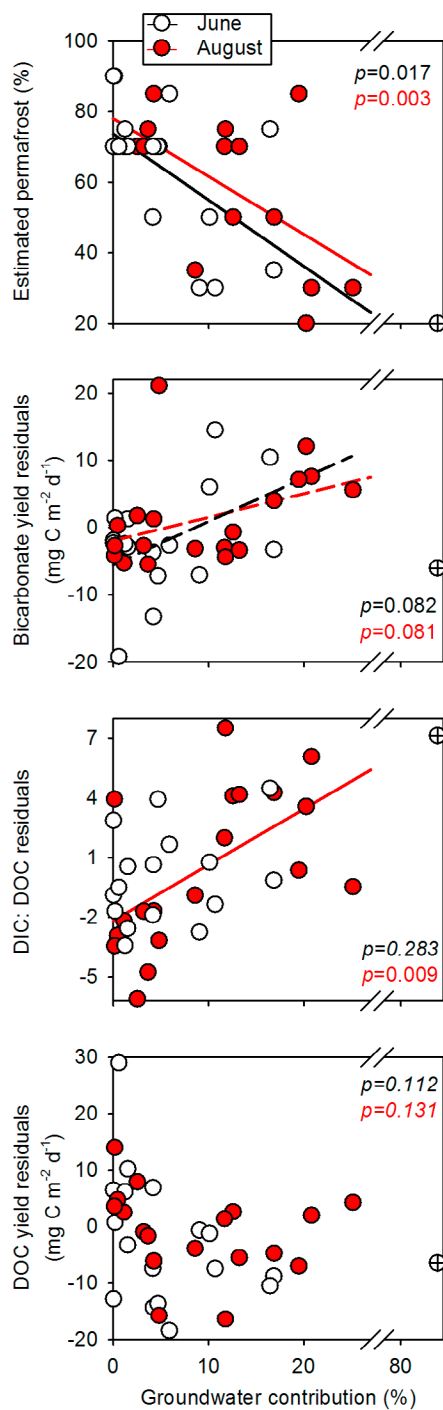 June
August
100
80
60
40
20
Estimated permafrost (%)
p=0.017
p=0.003
20
10
0
-10
-20
Bicarbonate yield residuals
(mg C m⁻² d⁻¹)
p=0.082
p=0.081
7
4
1
-2
-5
DIC: DOC residuals
p=0.283
p=0.009
30
20
10
0
-10
-20
DOC yield residuals
(mg C m⁻² d⁻¹)
p=0.112
p=0.131
0 10 20 80
Groundwater contribution (%)